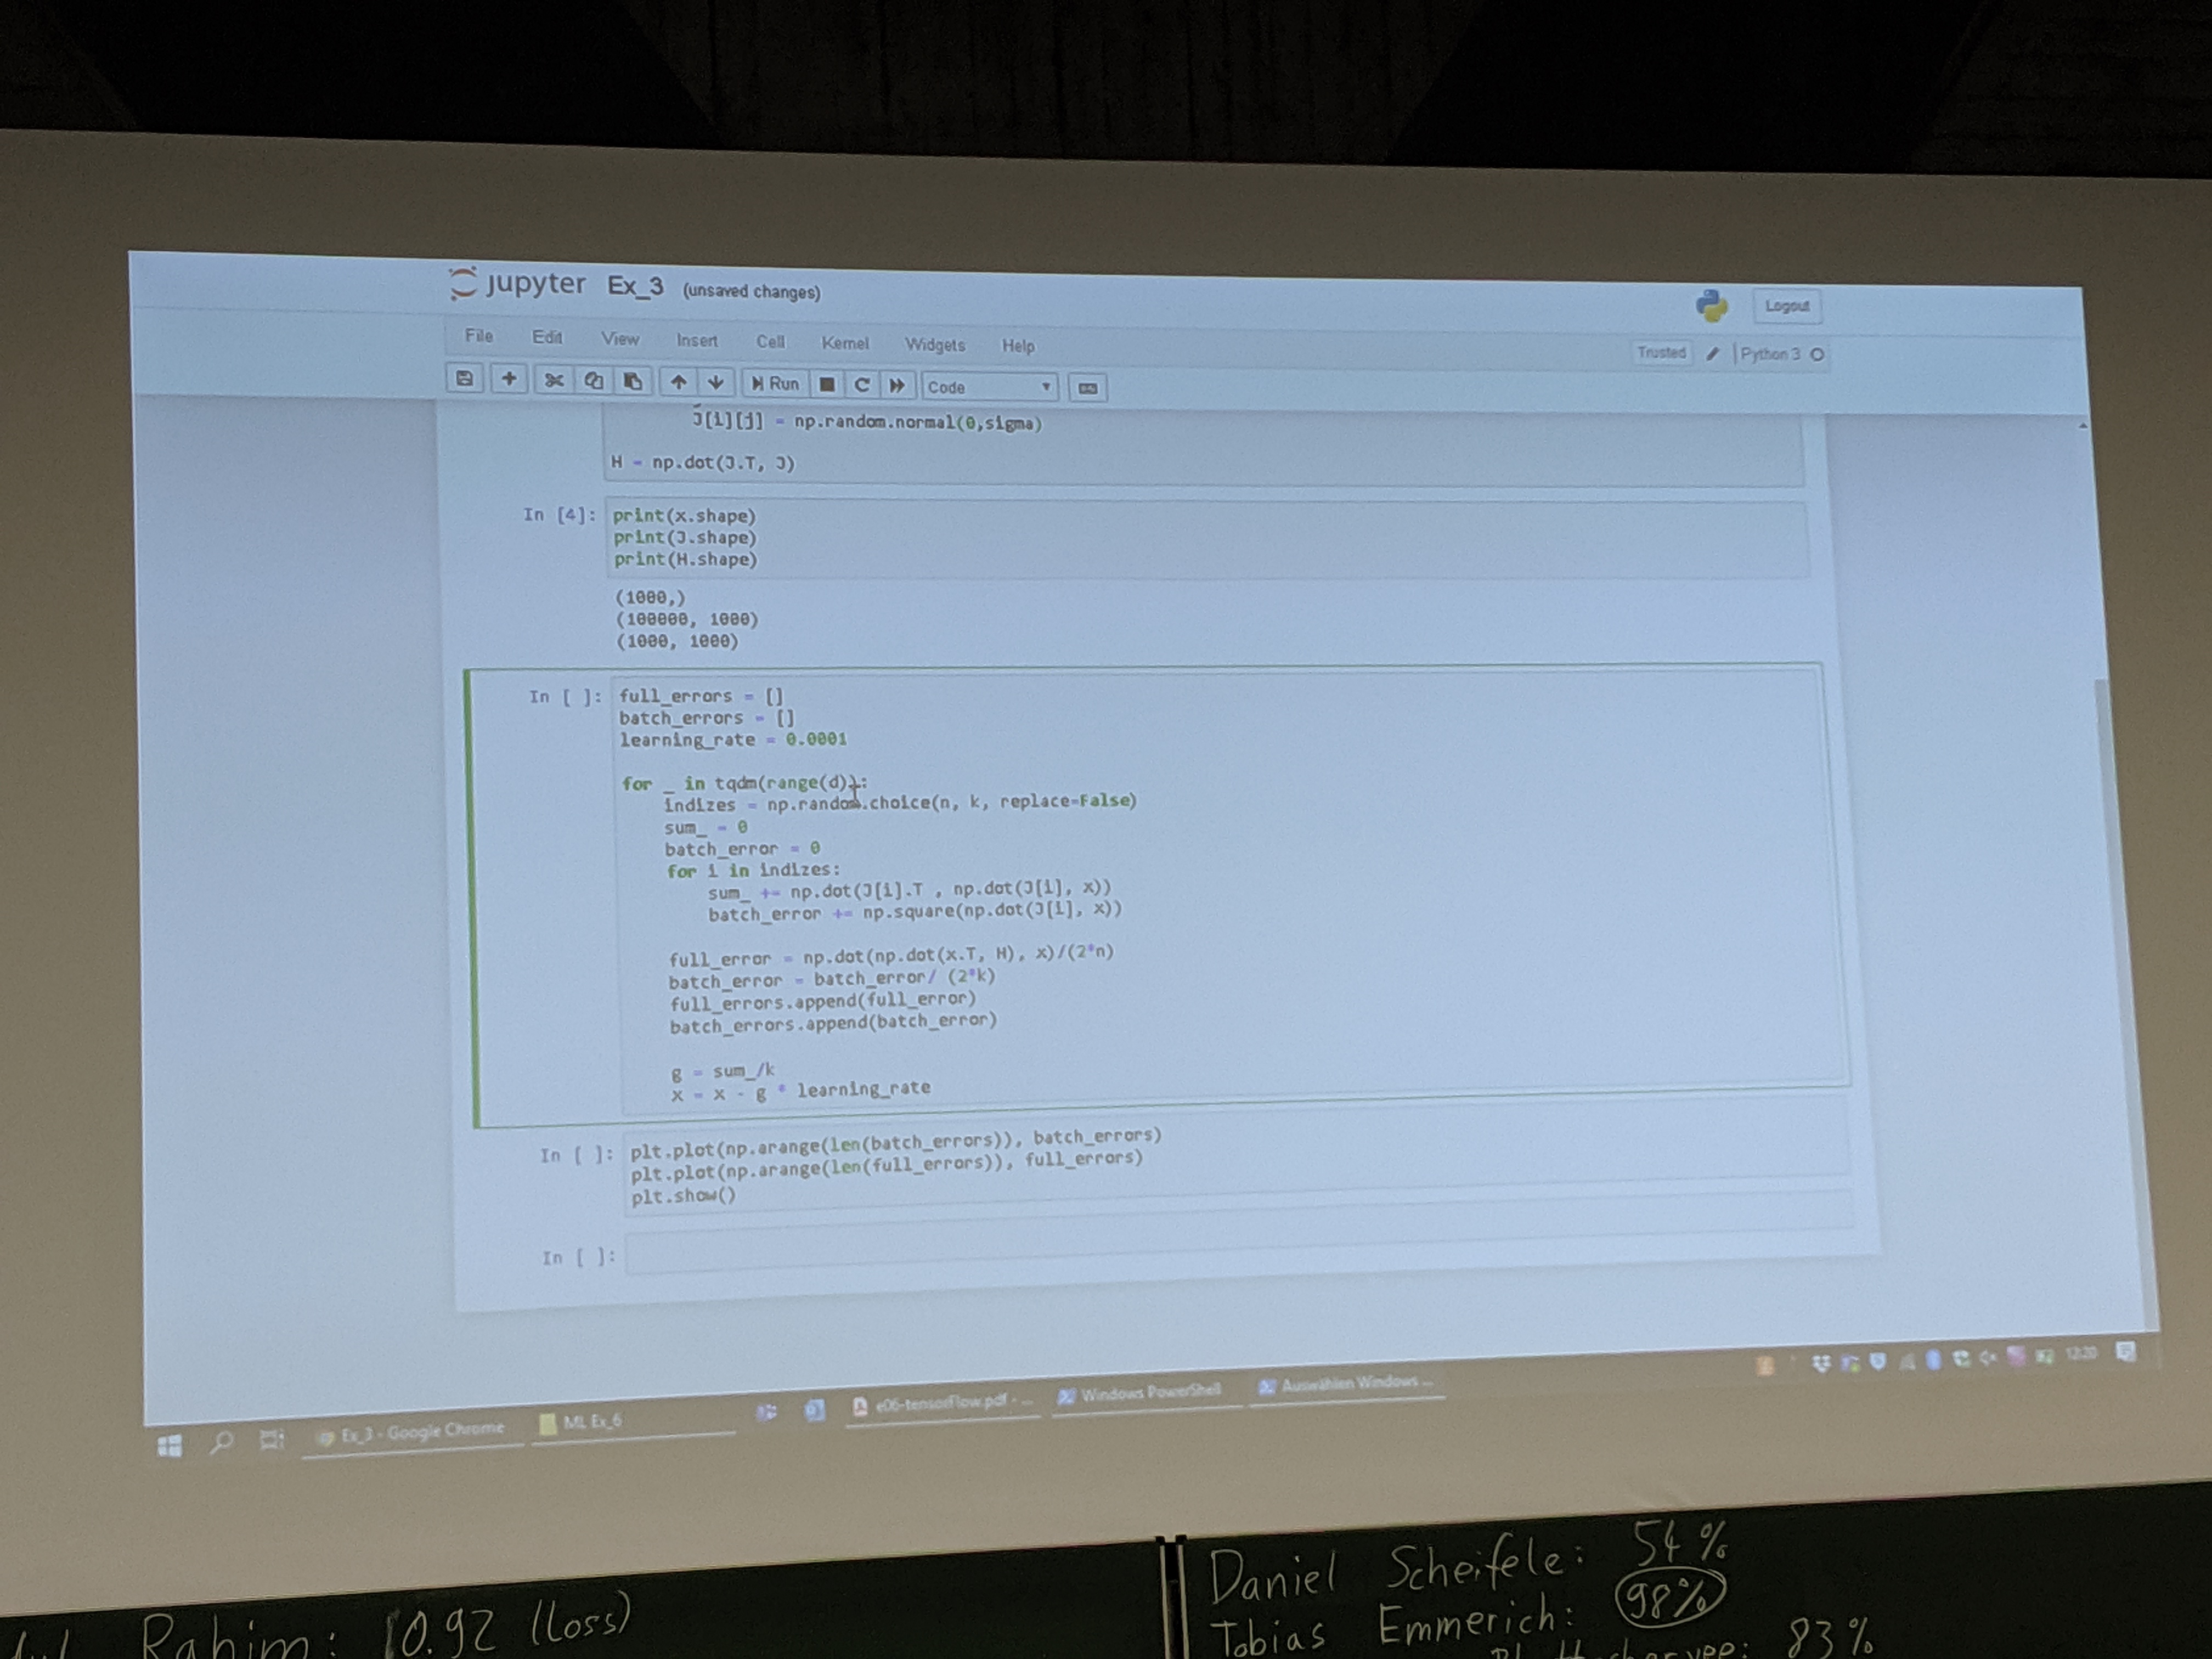 jupyter Ex_3 (unsaved changes)
Logout
File Edit View Insert Cell Kernel Widgets Help
Trusted Python 3
Run Code
J[i][j] = np.random.normal(0,sigma)
H = np.dot(J.T, J)
In [4]: print(x.shape)
print(J.shape)
print(H.shape)
(1000,)
(100000, 1000)
(1000, 1000)
In [ ]: full_errors = []
batch_errors = []
learning_rate = 0.0001
for _ in tqdm(range(d)):
indizes = np.random.choice(n, k, replace=False)
sum_ = 0
batch_error = 0
for i in indizes:
sum_ += np.dot(J[i].T , np.dot(J[i], x))
batch_error += np.square(np.dot(J[i], x))
full_error = np.dot(np.dot(x.T, H), x)/(2*n)
batch_error = batch_error/ (2*k)
full_errors.append(full_error)
batch_errors.append(batch_error)
g = sum_/k
x = x - g * learning_rate
In [ ]: plt.plot(np.arange(len(batch_errors)), batch_errors)
plt.plot(np.arange(len(full_errors)), full_errors)
plt.show()
In [ ]:
Ex_3 - Google Chrome ML Ex_6 e06-tensorFlow.pdf - ... Windows PowerShell Auswählen Windows ... 12:20
Rahim: 10.92 (loss)
Daniel Scheifele: 54%
Tobias Emmerich: 98%
83%